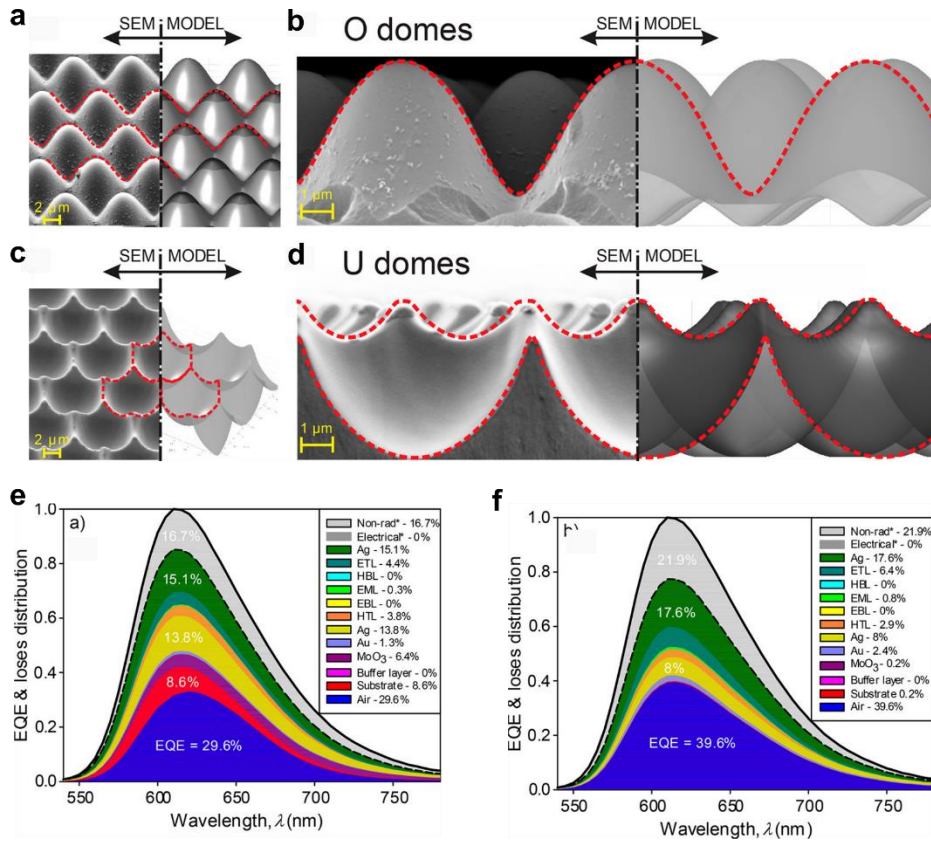 a
SEM MODEL
2 µm
b
O domes
SEM MODEL
1 µm
c
SEM MODEL
2 µm
d
U domes
SEM MODEL
1 µm
e
a)
EQE & loses distribution
1.0
0.8
0.6
0.4
0.2
0.0
16.7%
15.1%
13.8%
8.6%
EQE = 29.6%
Non-rad* - 16.7%
Electrical* - 0%
Ag - 15.1%
ETL - 4.4%
HBL - 0%
EML - 0.3%
EBL - 0%
HTL - 3.8%
Ag - 13.8%
Au - 1.3%
MoO3 - 6.4%
Buffer layer - 0%
Substrate - 8.6%
Air - 29.6%
550 600 650 700 750
Wavelength, λ (nm)
f
EQE & loses distribution
1.0
0.8
0.6
0.4
0.2
0.0
21.9%
17.6%
8%
EQE = 39.6%
Non-rad* - 21.9%
Electrical* - 0%
Ag - 17.6%
ETL - 6.4%
HBL - 0%
EML - 0.8%
EBL - 0%
HTL - 2.9%
Ag - 8%
Au - 2.4%
MoO3 - 0.2%
Buffer layer - 0%
Substrate 0.2%
Air - 39.6%
550 600 650 700 750
Wavelength, λ (nm)